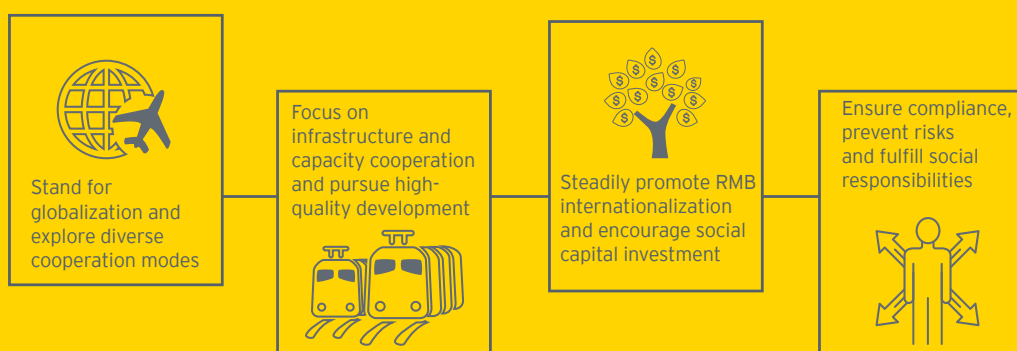 Stand for
globalization and
explore diverse
cooperation modes
Focus on
infrastructure and
capacity cooperation
and pursue high-
quality development
$
$
$
$
$
$
$
$
$
$
$
Steadily promote RMB
internationalization
and encourage social
capital investment
Ensure compliance,
prevent risks
and fulfill social
responsibilities